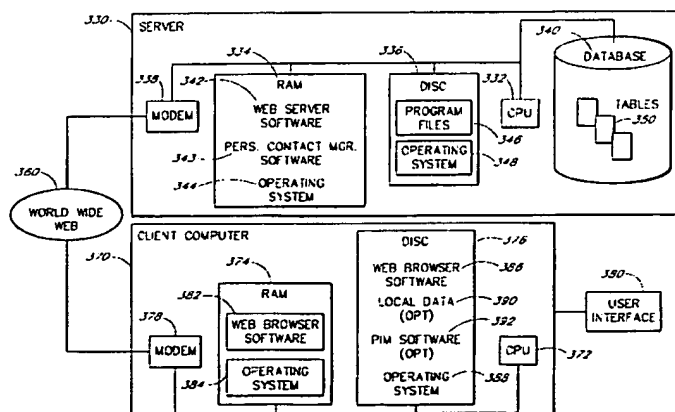 330
SERVER
334
336
340
342
RAM
DISC
332
DATABASE
338
MODEM
WEB SERVER
SOFTWARE
PROGRAM
FILES
CPU
TABLES
350
346
343
PERS. CONTACT MGR.
SOFTWARE
OPERATING
SYSTEM
348
344
OPERATING
SYSTEM
360
WORLD WIDE
WEB
370
CLIENT COMPUTER
374
DISC
376
382
RAM
WEB BROWSER
SOFTWARE
386
380
USER
INTERFACE
378
WEB BROWSER
SOFTWARE
LOCAL DATA
(OPT)
390
392
MODEM
PIM SOFTWARE
(OPT)
CPU
372
384
OPERATING
SYSTEM
OPERATING
SYSTEM
388